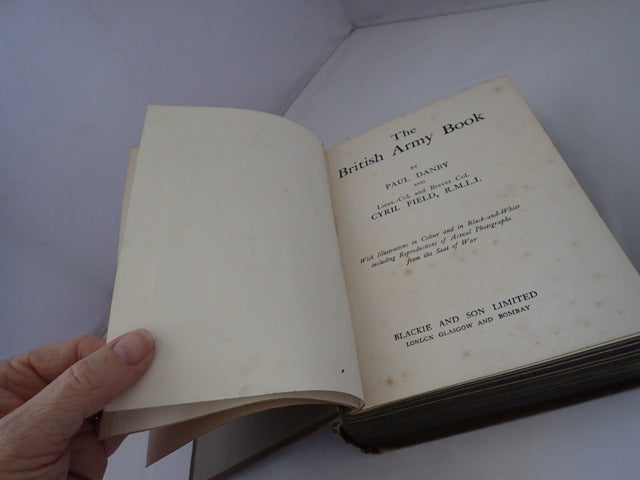 The
British Army Book
BY
PAUL DANBY
AND
Lieut.-Col. and Brevet Col.
CYRIL FIELD, R.M.L.I.
With Illustrations in Colour and in Black-and-White
including Reproductions of Actual Photographs
from the Seat of War
BLACKIE AND SON LIMITED
LONDON GLASGOW AND BOMBAY